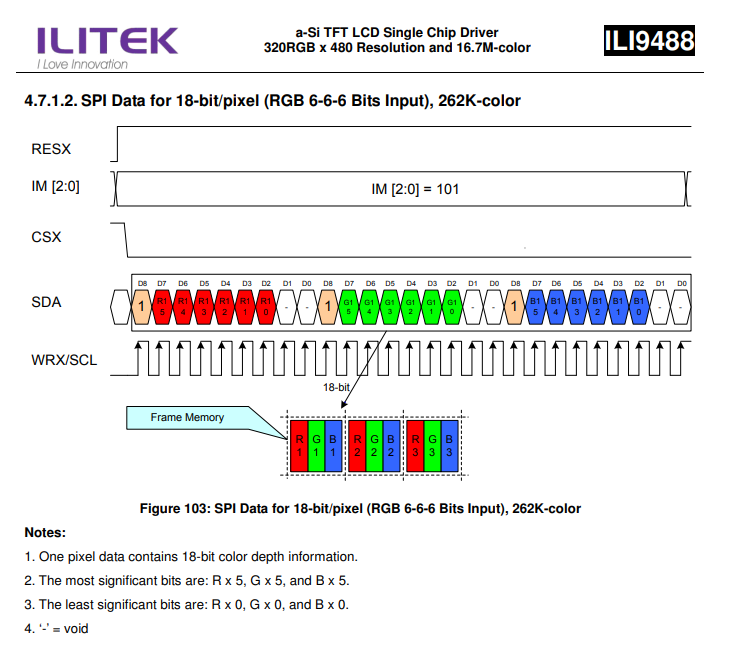 ILITEK
I Love Innovation
a-Si TFT LCD Single Chip Driver
320RGB x 480 Resolution and 16.7M-color
ILI9488
4.7.1.2. SPI Data for 18-bit/pixel (RGB 6-6-6 Bits Input), 262K-color
RESX
IM [2:0]
IM [2:0] = 101
CSX
D8 D7 D6 D5 D4 D3 D2 D1 D0 D8 D7 D6 D5 D4 D3 D2 D1 D0 D8 D7 D6 D5 D4 D3 D2 D1 D0
SDA
1 R1 5 R1 4 R1 3 R1 2 R1 1 R1 0 - - 1 G1 5 G1 4 G1 3 G1 2 G1 1 G1 0 - - 1 B1 5 B1 4 B1 3 B1 2 B1 1 B1 0 - -
WRX/SCL
18-bit
Frame Memory
R 1 G 1 B 1 R 2 G 2 B 2 R 3 G 3 B 3
Figure 103: SPI Data for 18-bit/pixel (RGB 6-6-6 Bits Input), 262K-color
Notes:
1. One pixel data contains 18-bit color depth information.
2. The most significant bits are: R x 5, G x 5, and B x 5.
3. The least significant bits are: R x 0, G x 0, and B x 0.
4. '-' = void